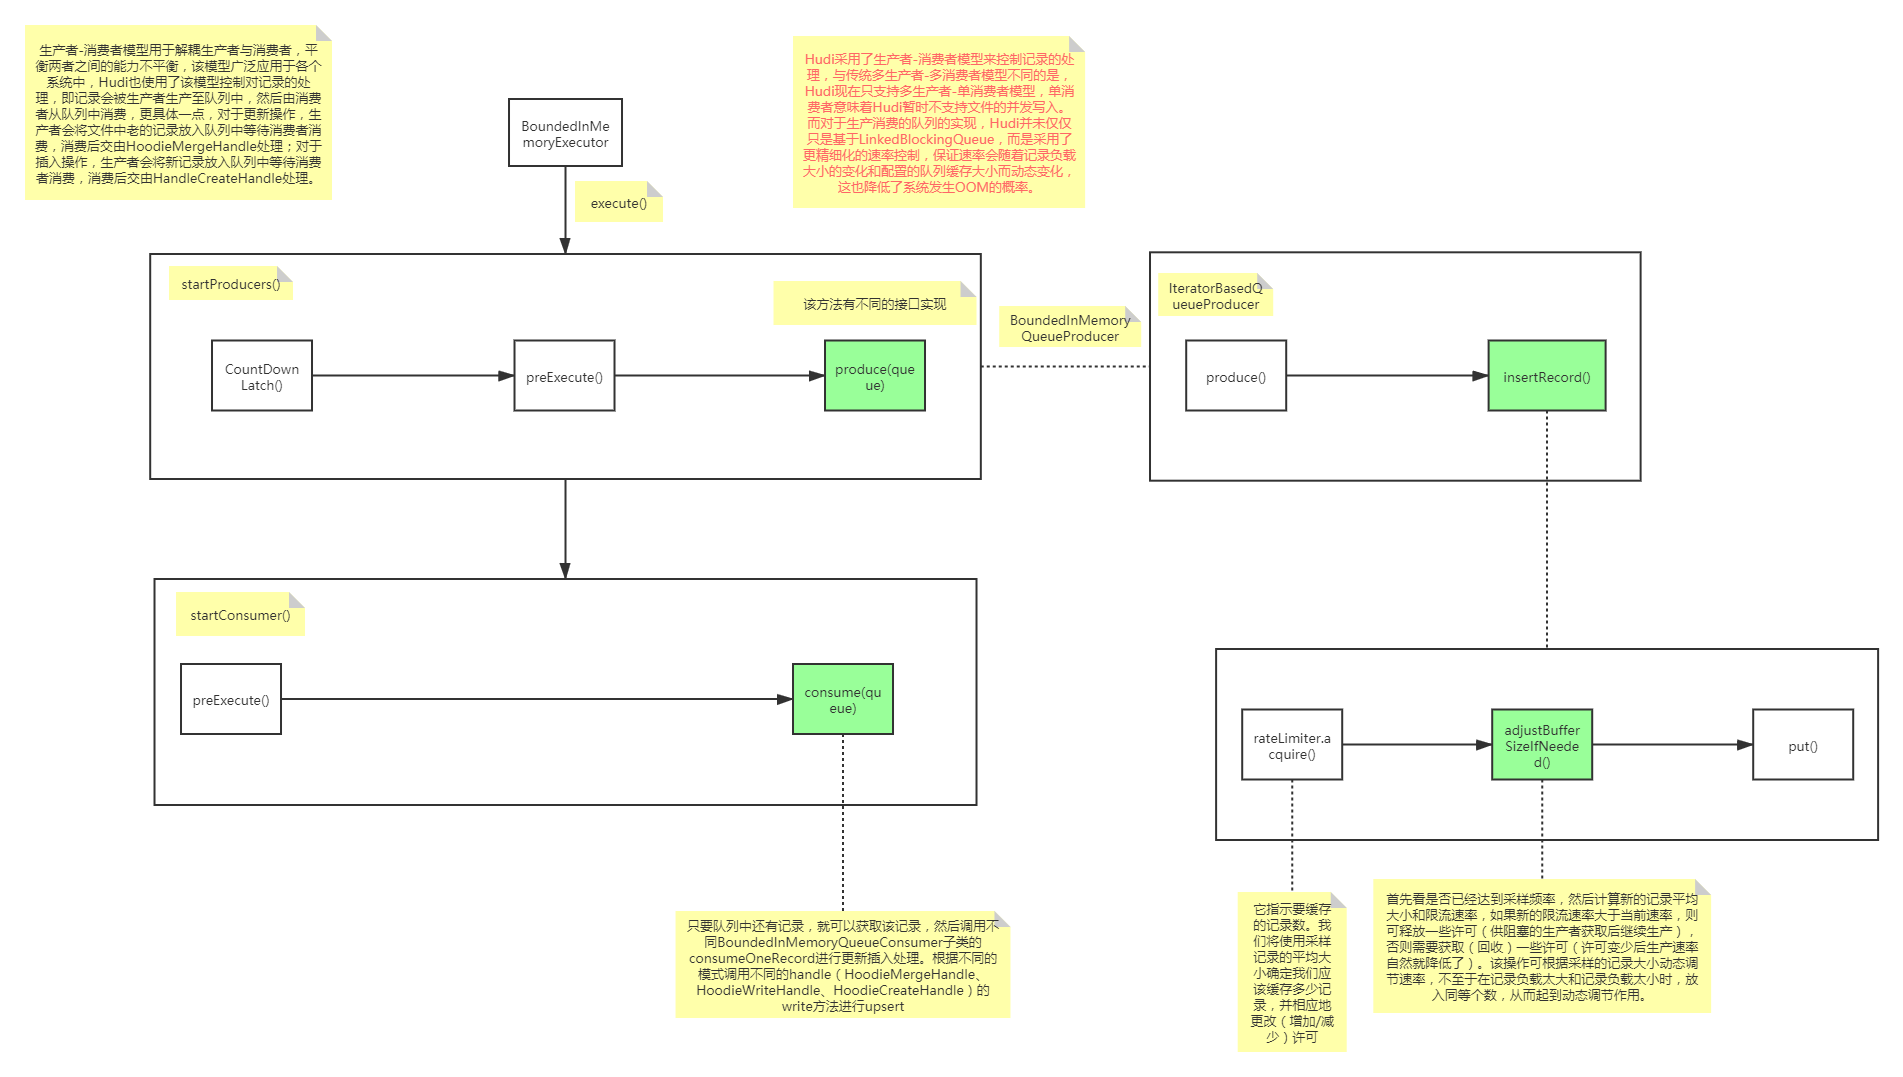 生产者-消费者模型用于解耦生产者与消费者，平
衡两者之间的能力不平衡，该模型广泛应用于各个
系统中，Hudi也使用了该模型控制对记录的处
理，即记录会被生产者生产至队列中，然后由消费
者从队列中消费，更具体一点，对于更新操作，生
产者会将文件中老的记录放入队列中等待消费者消
费，消费后交由HoodieMergeHandle处理；对于
插入操作，生产者会将新记录放入队列中等待消费
者消费，消费后交由HandleCreateHandle处理。
Hudi采用了生产者-消费者模型来控制记录的处
理，与传统多生产者-多消费者模型不同的是，
Hudi现在只支持多生产者-单消费者模型，单消
费者意味着Hudi暂时不支持文件的并发写入。
而对于生产消费的队列的实现，Hudi并未仅仅
只是基于LinkedBlockingQueue，而是采用了
更精细化的速率控制，保证速率会随着记录负载
大小的变化和配置的队列缓存大小而动态变化，
这也降低了系统发生OOM的概率。
BoundedInMe
moryExecutor
execute()
startProducers()
该方法有不同的接口实现
CountDown
Latch()
preExecute()
produce(que
ue)
BoundedInMemory
QueueProducer
IteratorBasedQ
ueueProducer
produce()
insertRecord()
startConsumer()
preExecute()
consume(qu
eue)
rateLimiter.a
cquire()
adjustBuffer
SizeIfNeede
d()
put()
只要队列中还有记录，就可以获取该记录，然后调用不
同BoundedInMemoryQueueConsumer子类的
consumeOneRecord进行更新插入处理。根据不同的
模式调用不同的handle（HoodieMergeHandle、
HoodieWriteHandle、HoodieCreateHandle）的
write方法进行upsert
它指示要缓存
的记录数。我
们将使用采样
记录的平均大
小确定我们应
该缓存多少记
录，并相应地
更改（增加/减
少）许可
首先看是否已经达到采样频率，然后计算新的记录平均
大小和限流速率，如果新的限流速率大于当前速率，则
可释放一些许可（供阻塞的生产者获取后继续生产），
否则需要获取（回收）一些许可（许可变少后生产速率
自然就降低了）。该操作可根据采样的记录大小动态调
节速率，不至于在记录负载太大和记录负载太小时，放
入同等个数，从而起到动态调节作用。